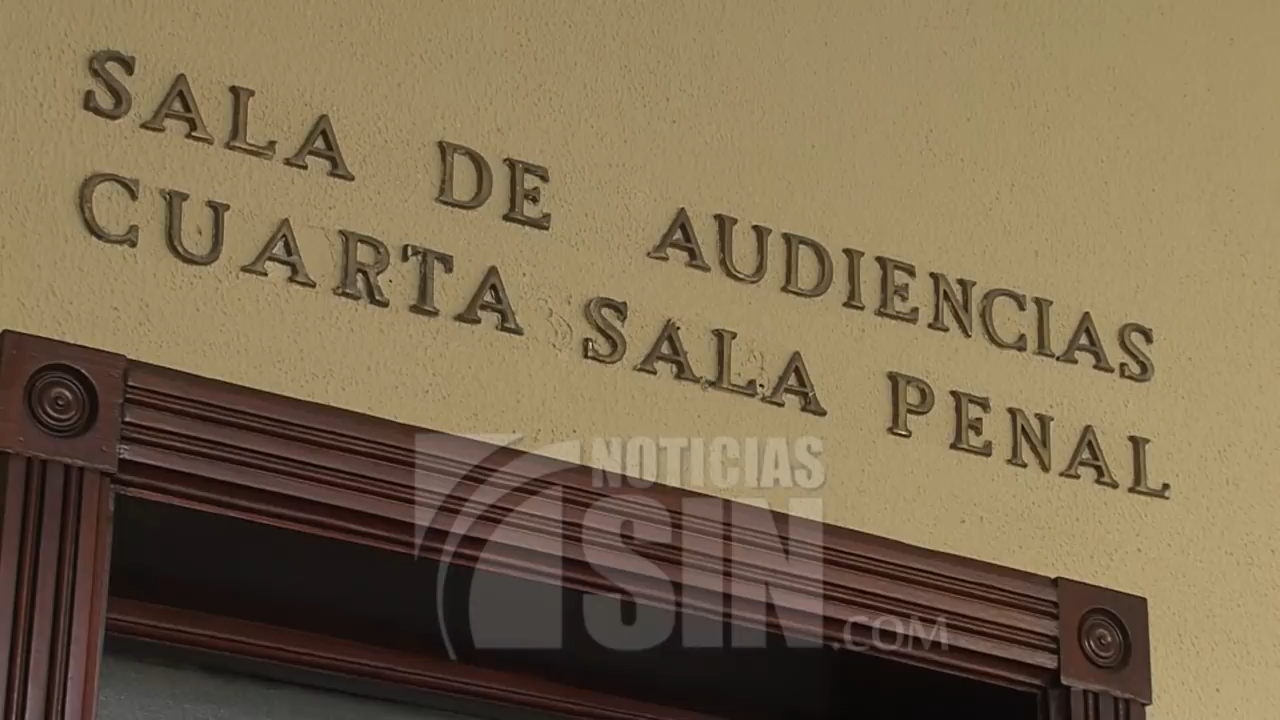 SALA DE AUDIENCIAS
CUARTA SALA PENAL
NOTICIAS
SIN.COM